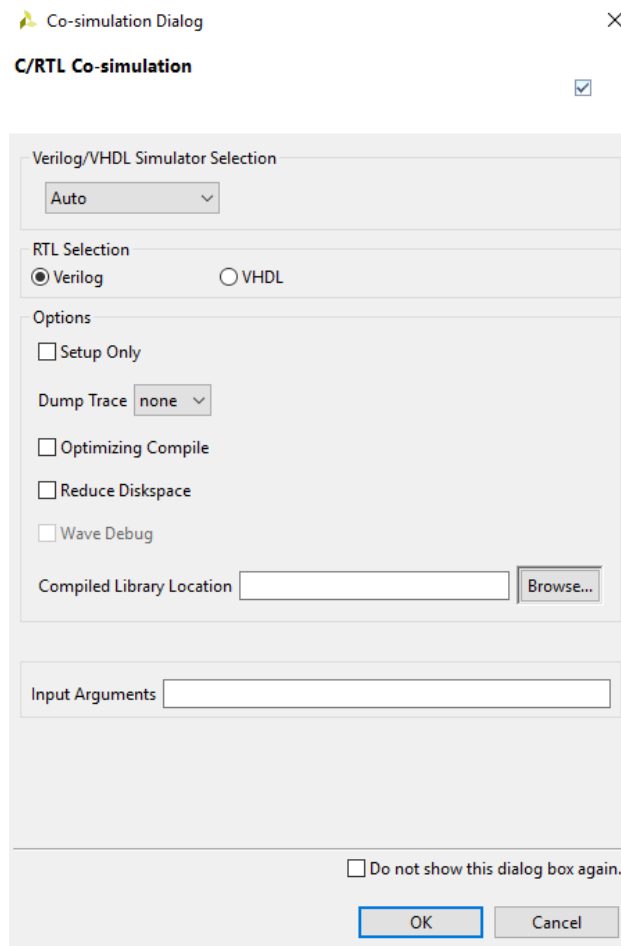 Co-simulation Dialog
C/RTL Co-simulation
Verilog/VHDL Simulator Selection
Auto
RTL Selection
Verilog VHDL
Options
Setup Only
Dump Trace none
Optimizing Compile
Reduce Diskspace
Wave Debug
Compiled Library Location Browse...
Input Arguments
Do not show this dialog box again.
OK Cancel